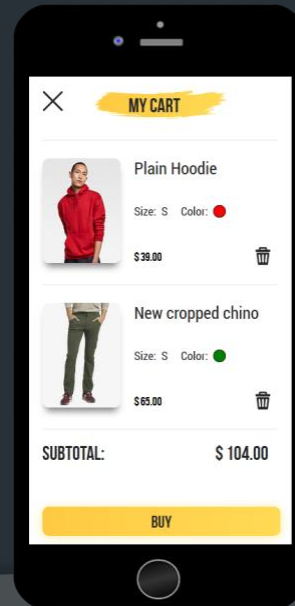 MY CART
Plain Hoodie
Size: S Color:
$39.00
New cropped chino
Size: S Color:
$65.00
SUBTOTAL: $ 104.00
BUY